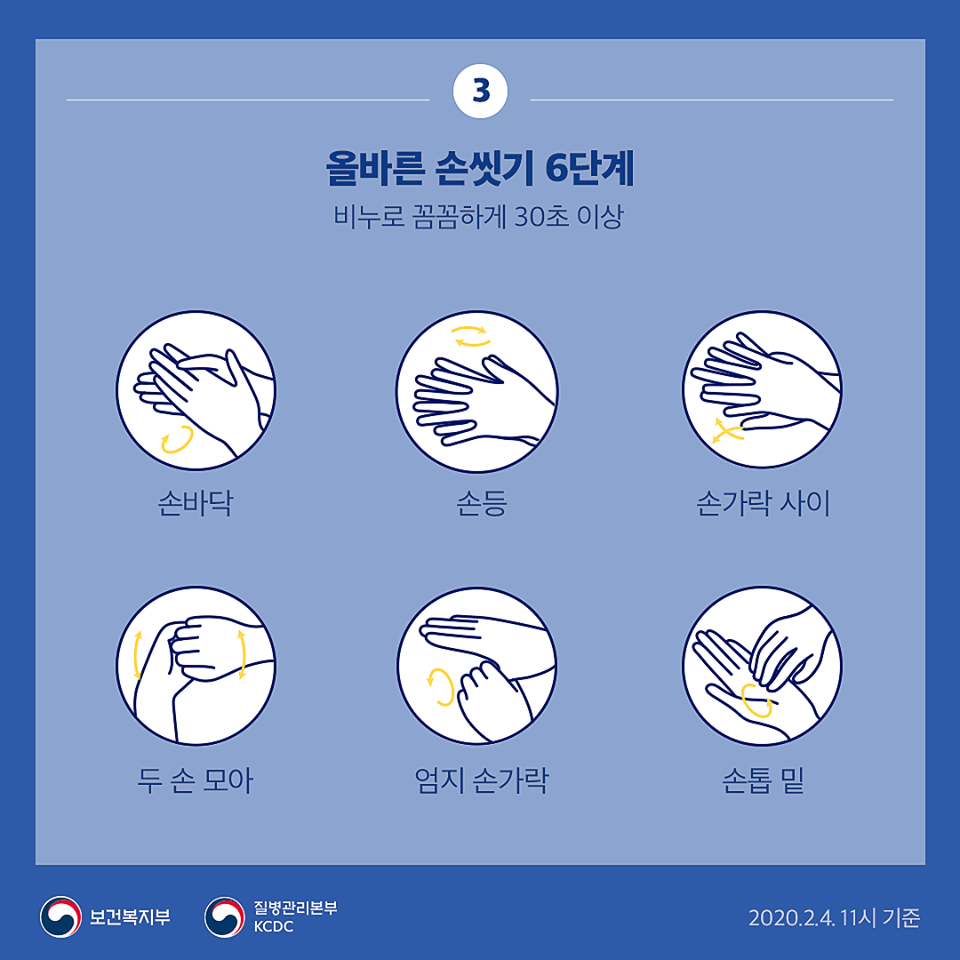 3
올바른 손씻기 6단계
비누로 꼼꼼하게 30초 이상
손바닥
손등
손가락 사이
두 손 모아
엄지 손가락
손톱 밑
보건복지부
질병관리본부
KCDC
2020.2.4. 11시 기준